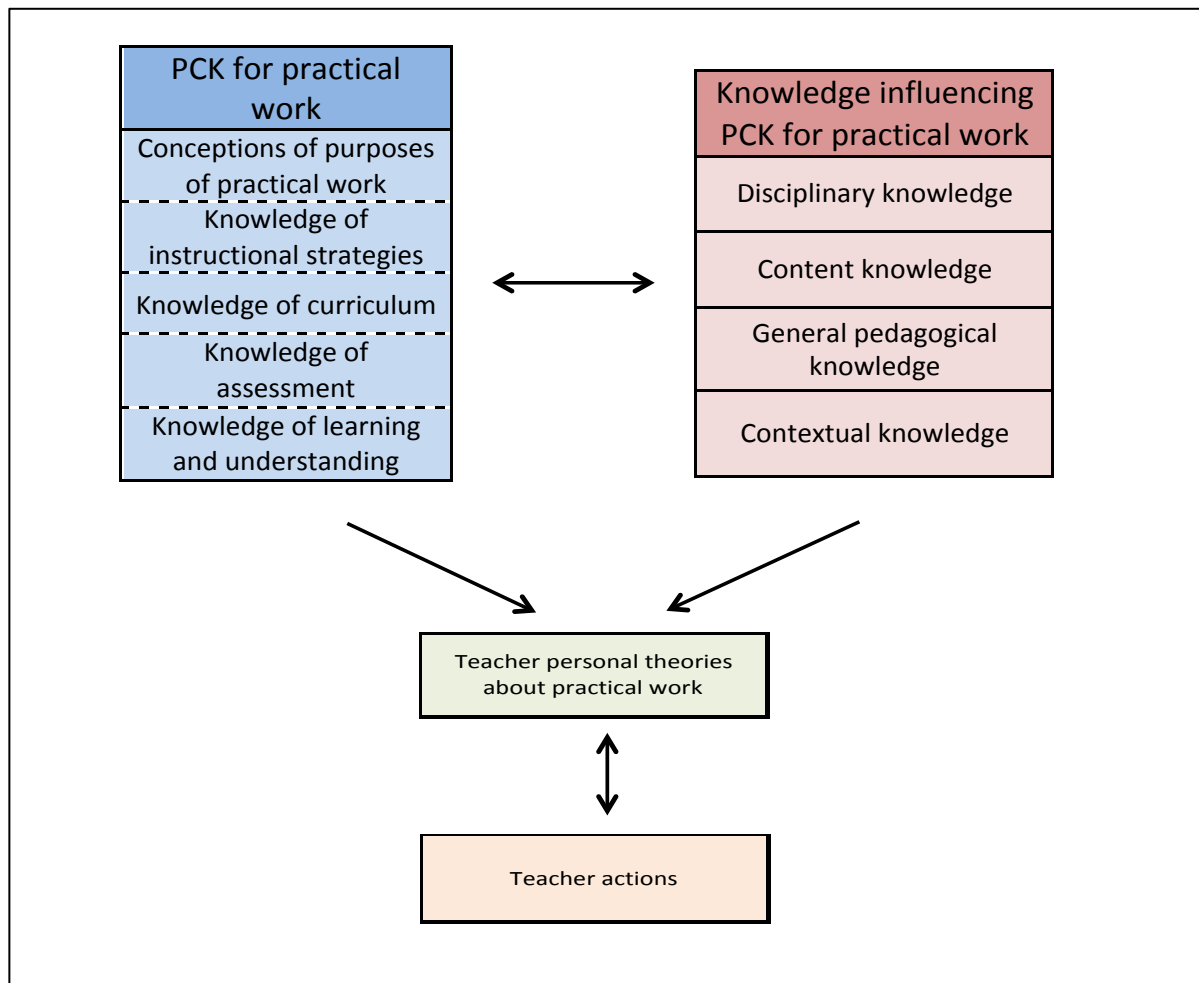 PCK for practical
work
Conceptions of purposes
of practical work
Knowledge of
instructional strategies
Knowledge of curriculum
Knowledge of
assessment
Knowledge of learning
and understanding
Knowledge influencing
PCK for practical work
Disciplinary knowledge
Content knowledge
General pedagogical
knowledge
Contextual knowledge
Teacher personal theories
about practical work
Teacher actions